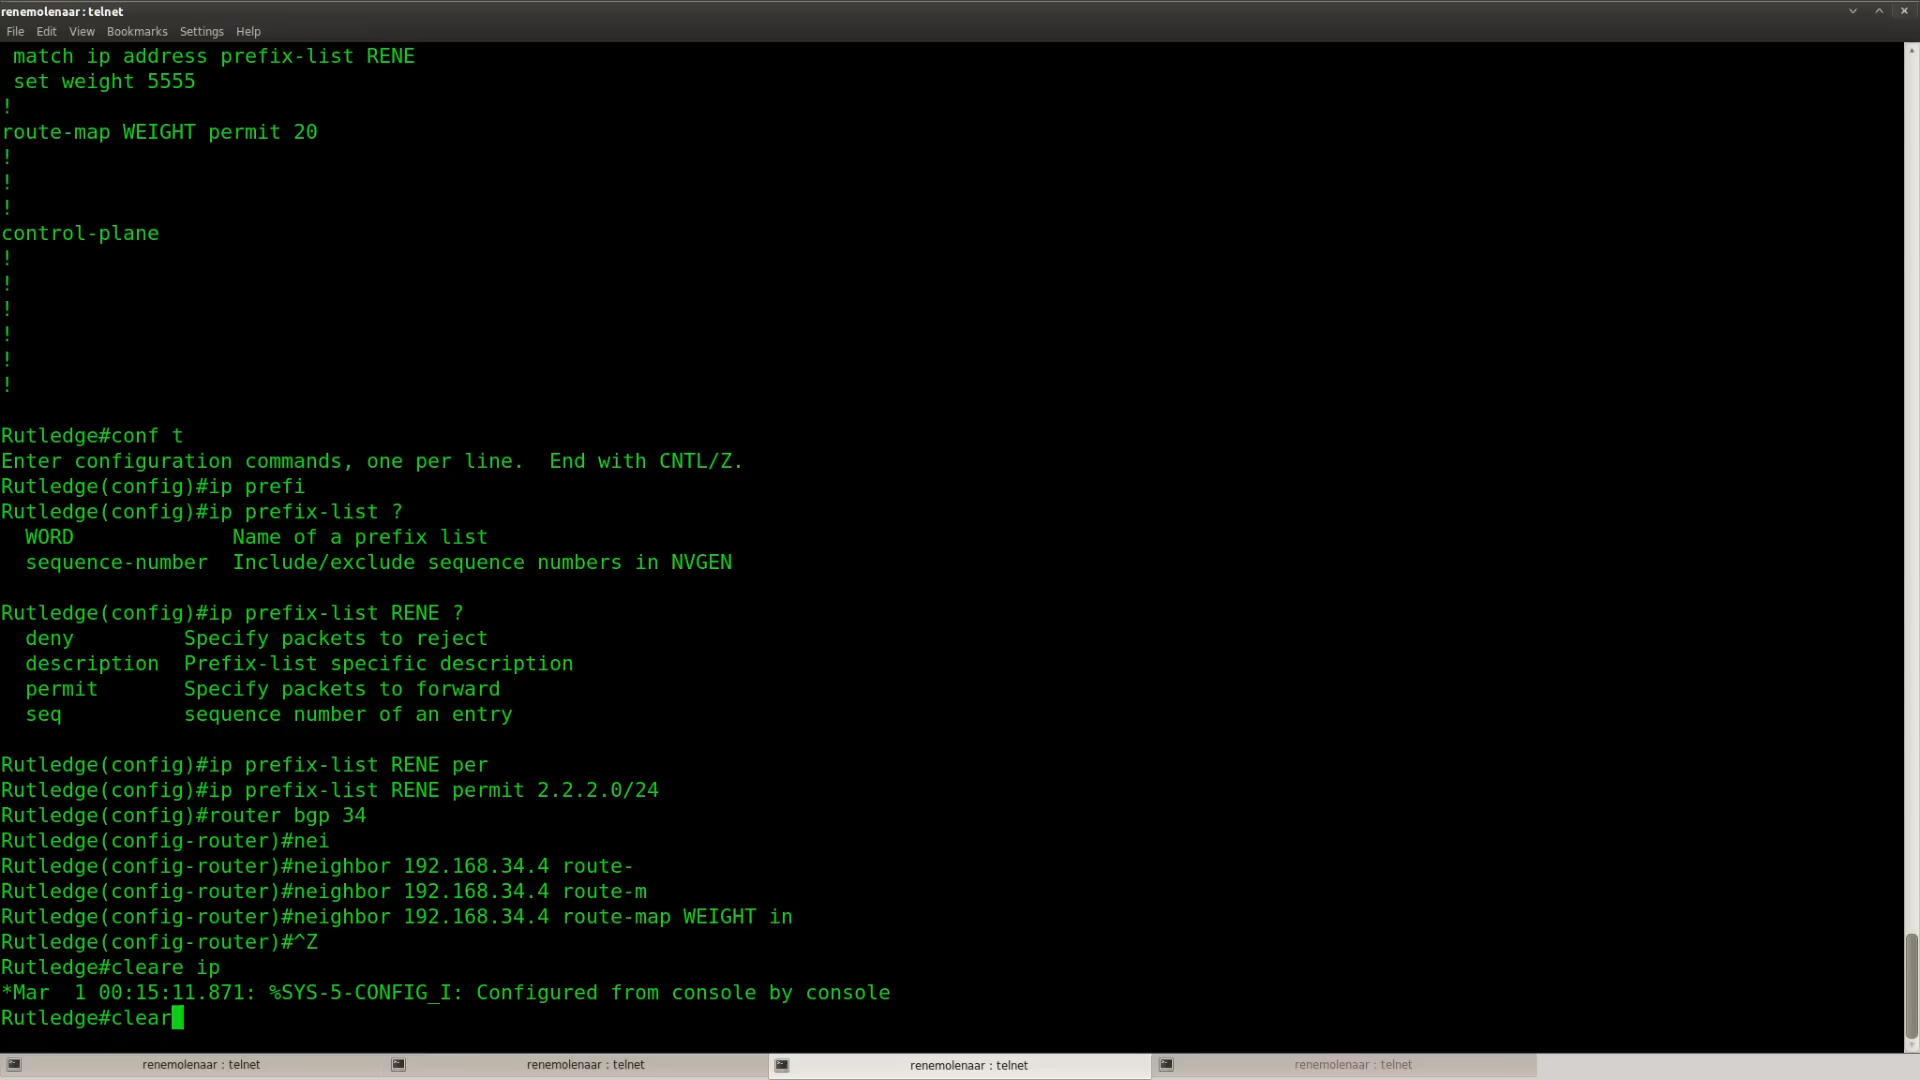 renemolenaar : telnet
File Edit View Bookmarks Settings Help
 match ip address prefix-list RENE
 set weight 5555
!
route-map WEIGHT permit 20
!
!
!
control-plane
!
!
!
!
!
!
Rutledge#conf t
Enter configuration commands, one per line.  End with CNTL/Z.
Rutledge(config)#ip prefi
Rutledge(config)#ip prefix-list ?
  WORD             Name of a prefix list
  sequence-number  Include/exclude sequence numbers in NVGEN
Rutledge(config)#ip prefix-list RENE ?
  deny         Specify packets to reject
  description  Prefix-list specific description
  permit       Specify packets to forward
  seq          sequence number of an entry
Rutledge(config)#ip prefix-list RENE per
Rutledge(config)#ip prefix-list RENE permit 2.2.2.0/24
Rutledge(config)#router bgp 34
Rutledge(config-router)#nei
Rutledge(config-router)#neighbor 192.168.34.4 route-
Rutledge(config-router)#neighbor 192.168.34.4 route-m
Rutledge(config-router)#neighbor 192.168.34.4 route-map WEIGHT in
Rutledge(config-router)#^Z
Rutledge#cleare ip
*Mar  1 00:15:11.871: %SYS-5-CONFIG_I: Configured from console by console
Rutledge#clear
renemolenaar : telnet renemolenaar : telnet renemolenaar : telnet renemolenaar : telnet